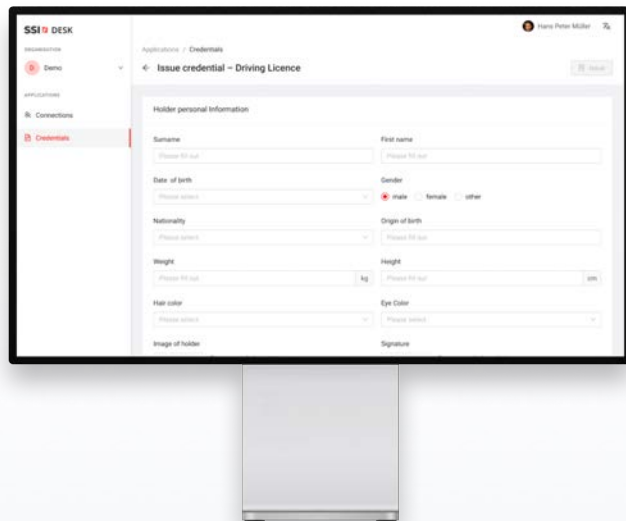 SSI DESK
Hans Peter Müller
ORGANISATION
D Demo
Applications / Credentials
← Issue credential – Driving Licence
Issue
APPLICATIONS
Connections
Credentials
Holder personal Information
Surname First name
Please fill out Please fill out
Date of birth Gender
Please select male female other
Nationality Origin of birth
Please select Please fill out
Weight Height
Please fill out kg Please fill out cm
Hair color Eye Color
Please select Please select
Image of holder Signature